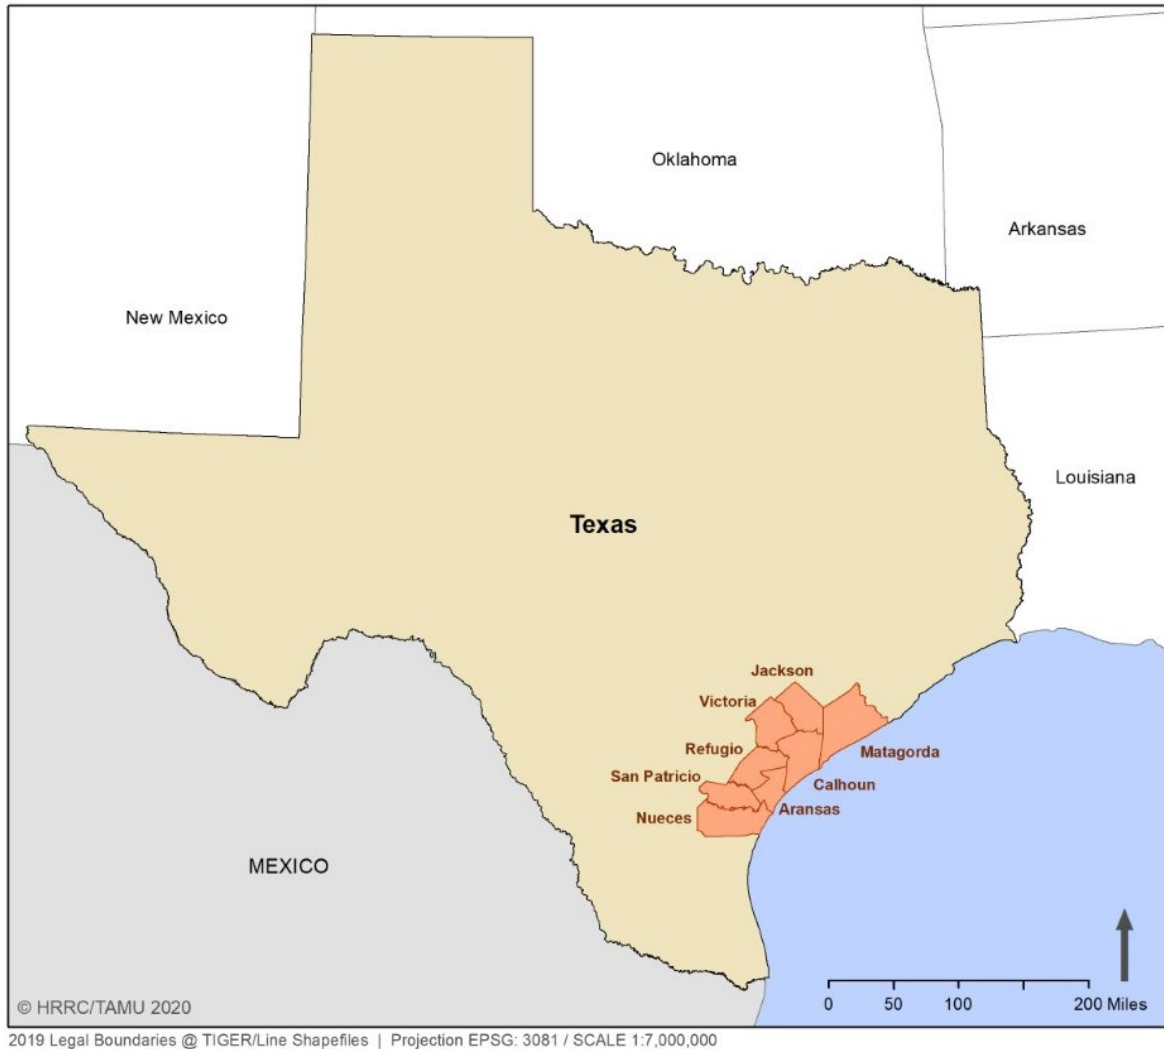 Oklahoma
Arkansas
New Mexico
Louisiana
Texas
Jackson
Victoria
Refugio
Matagorda
San Patricio
Calhoun
Nueces
Aransas
MEXICO
0 50 100 200 Miles
© HRRC/TAMU 2020
2019 Legal Boundaries @ TIGER/Line Shapefiles | Projection EPSG: 3081 / SCALE 1:7,000,000